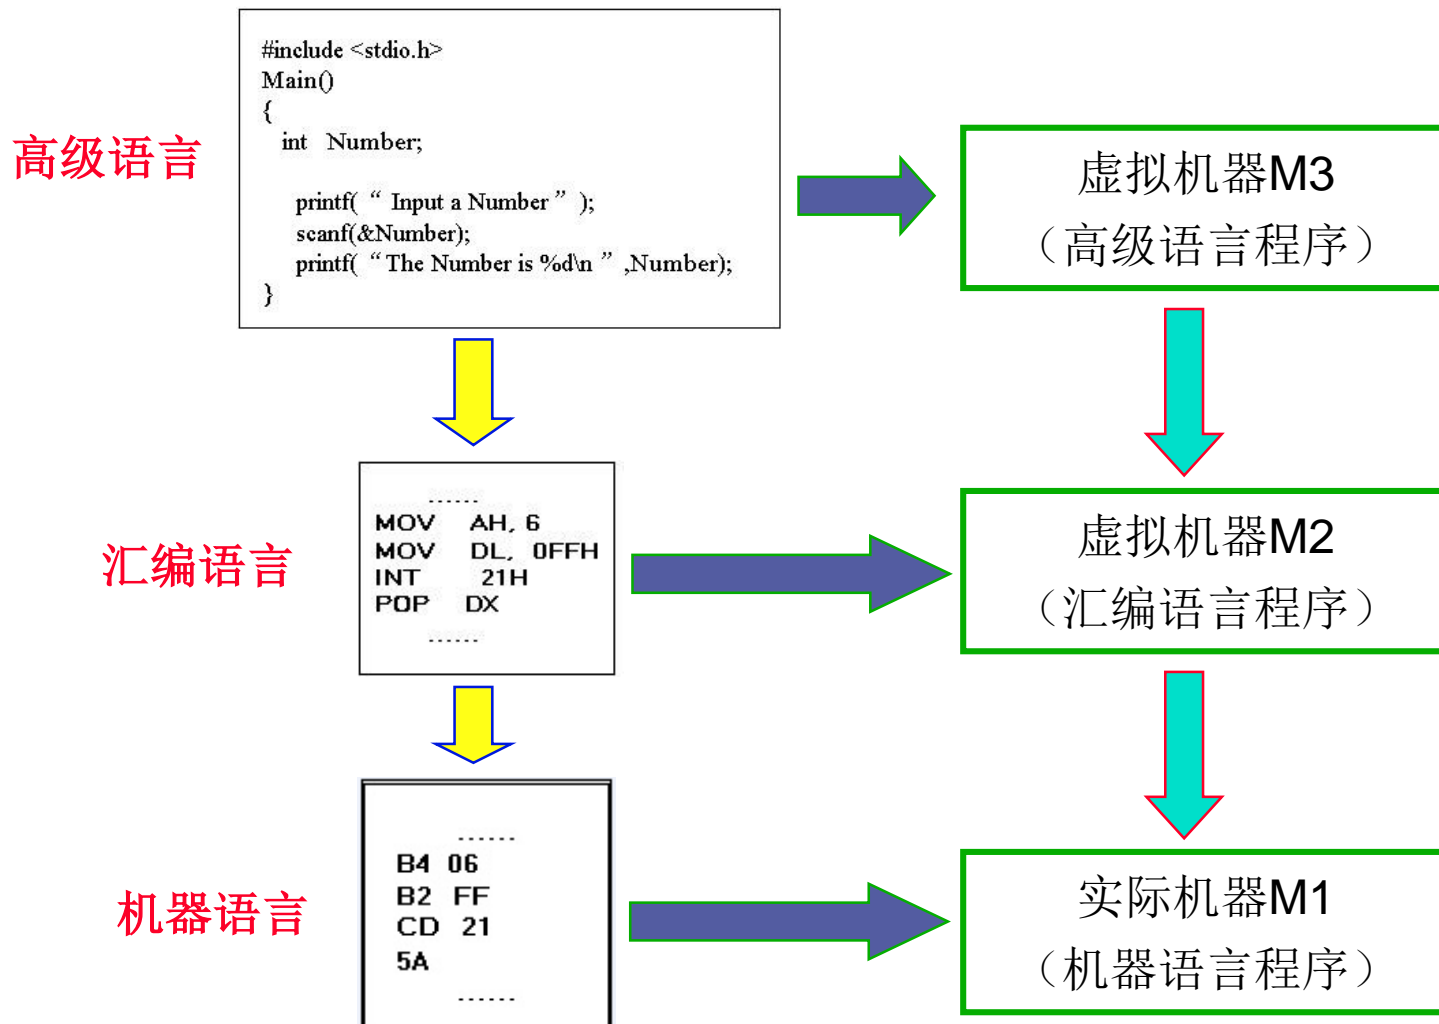 #include <stdio.h>
Main()
{
int Number;
printf( “ Input a Number ” );
scanf(&Number);
printf( “ The Number is %d\n ” ,Number);
}
高级语言
虚拟机器M3
（高级语言程序）
......
MOV AH, 6
MOV DL, 0FFH
INT 21H
POP DX
......
汇编语言
虚拟机器M2
（汇编语言程序）
......
B4 06
B2 FF
CD 21
5A
......
机器语言
实际机器M1
（机器语言程序）